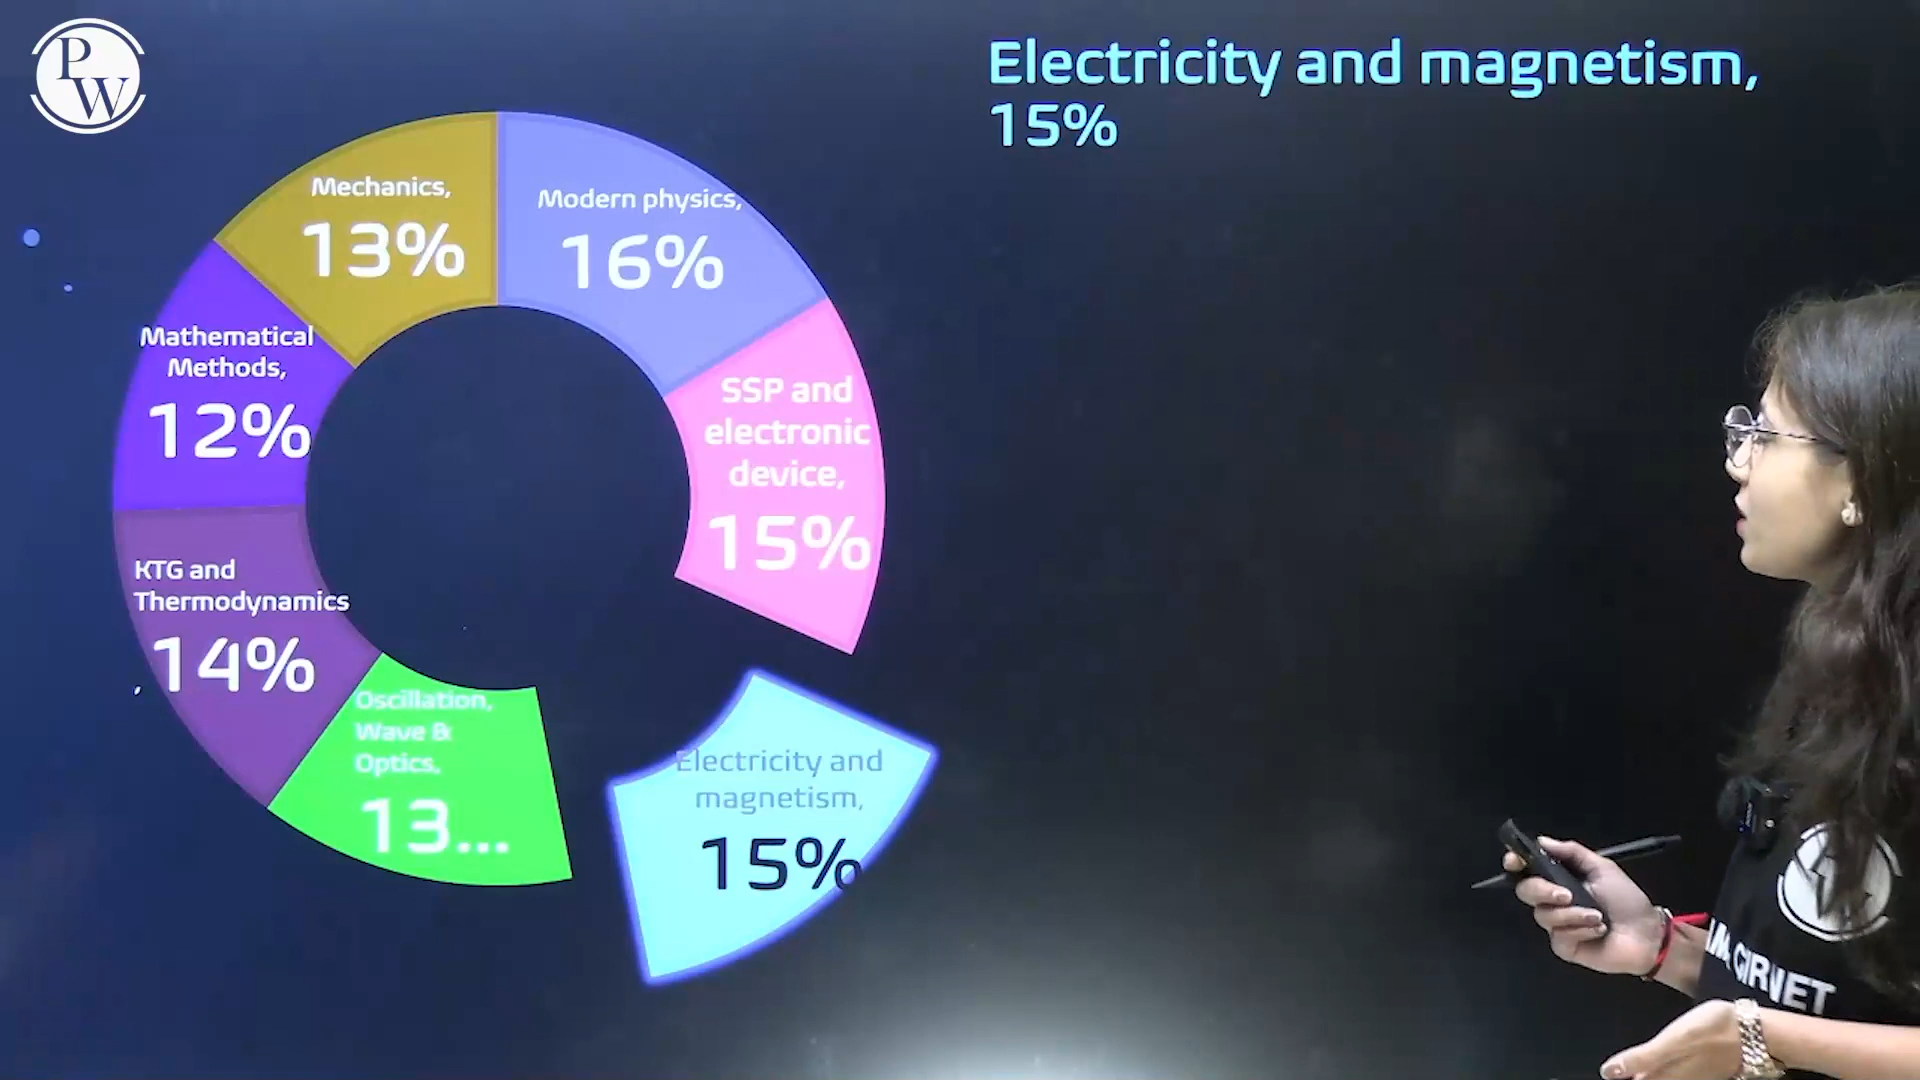 PW
Electricity and magnetism,
15%
Mechanics,
13%
Modern physics,
16%
Mathematical
Methods,
12%
SSP and
electronic
device,
15%
KTG and
Thermodynamics
, 14%
Oscillation,
Wave &
Optics,
13...
Electricity and
magnetism,
15%